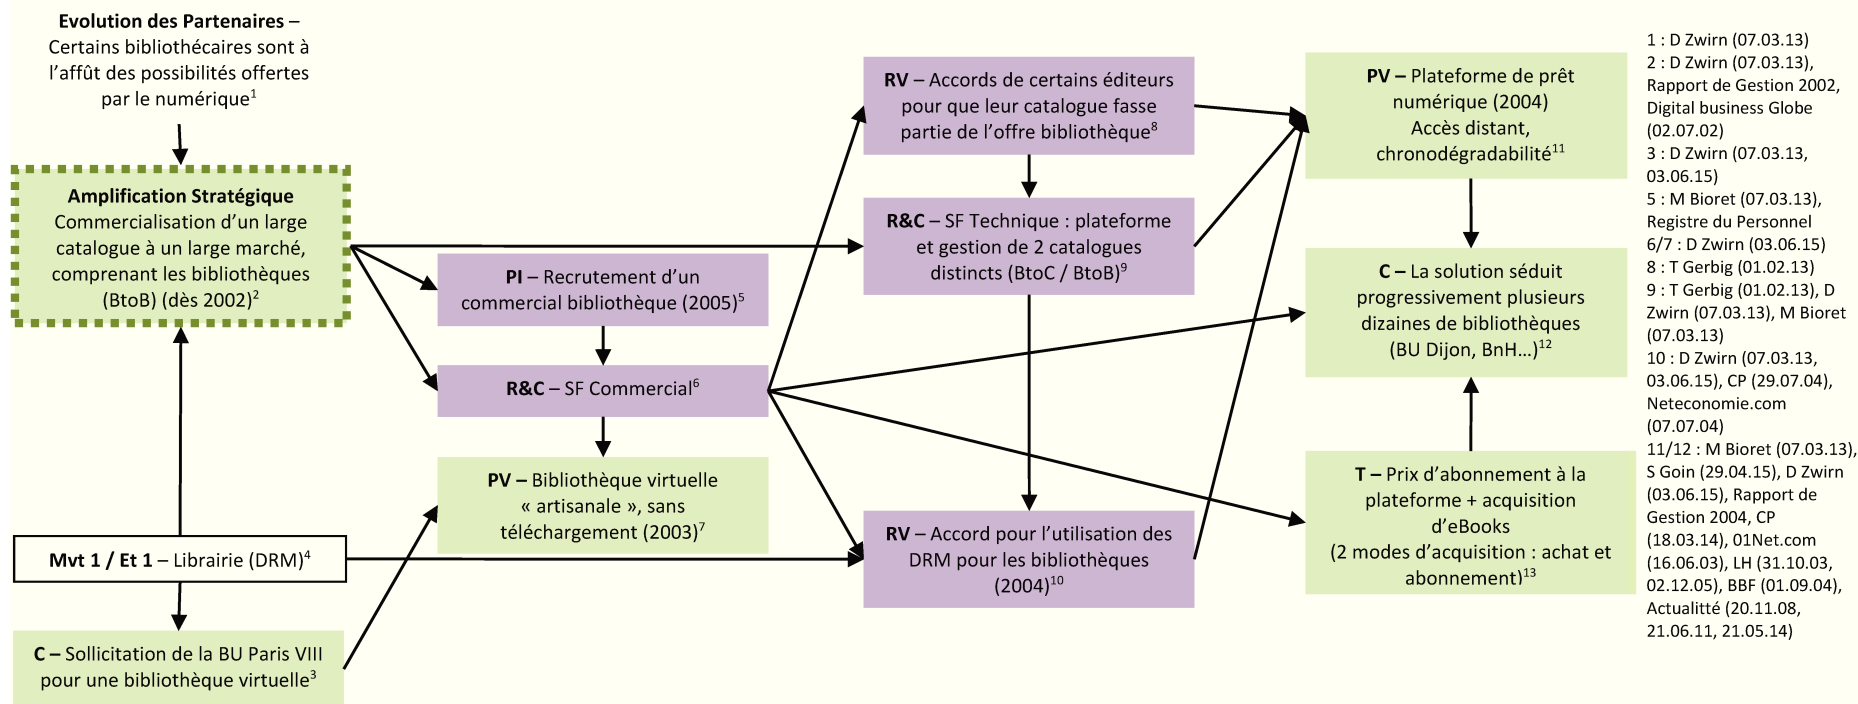 Evolution des Partenaires –
Certains bibliothécaires sont à
l’affût des possibilités offertes
par le numérique1
Amplification Stratégique
Commercialisation d’un large
catalogue à un large marché,
comprenant les bibliothèques
(BtoB) (dès 2002)2
Mvt 1 / Et 1 – Librairie (DRM)4
C – Sollicitation de la BU Paris VIII
pour une bibliothèque virtuelle3
PI – Recrutement d’un
commercial bibliothèque (2005)5
R&C – SF Commercial6
PV – Bibliothèque virtuelle
« artisanale », sans
téléchargement (2003)7
RV – Accords de certains éditeurs
pour que leur catalogue fasse
partie de l’offre bibliothèque8
R&C – SF Technique : plateforme
et gestion de 2 catalogues
distincts (BtoC / BtoB)9
RV – Accord pour l’utilisation des
DRM pour les bibliothèques
(2004)10
PV – Plateforme de prêt
numérique (2004)
Accès distant,
chronodégradabilité11
C – La solution séduit
progressivement plusieurs
dizaines de bibliothèques
(BU Dijon, BnH…)12
T – Prix d’abonnement à la
plateforme + acquisition
d’eBooks
(2 modes d’acquisition : achat et
abonnement)13
1 : D Zwirn (07.03.13)
2 : D Zwirn (07.03.13),
Rapport de Gestion 2002,
Digital business Globe
(02.07.02)
3 : D Zwirn (07.03.13,
03.06.15)
5 : M Bioret (07.03.13),
Registre du Personnel
6/7 : D Zwirn (03.06.15)
8 : T Gerbig (01.02.13)
9 : T Gerbig (01.02.13), D
Zwirn (07.03.13), M Bioret
(07.03.13)
10 : D Zwirn (07.03.13,
03.06.15), CP (29.07.04),
Neteconomie.com
(07.07.04)
11/12 : M Bioret (07.03.13),
S Goin (29.04.15), D Zwirn
(03.06.15), Rapport de
Gestion 2004, CP
(18.03.14), 01Net.com
(16.06.03), LH (31.10.03,
02.12.05), BBF (01.09.04),
Actualitté (20.11.08,
21.06.11, 21.05.14)